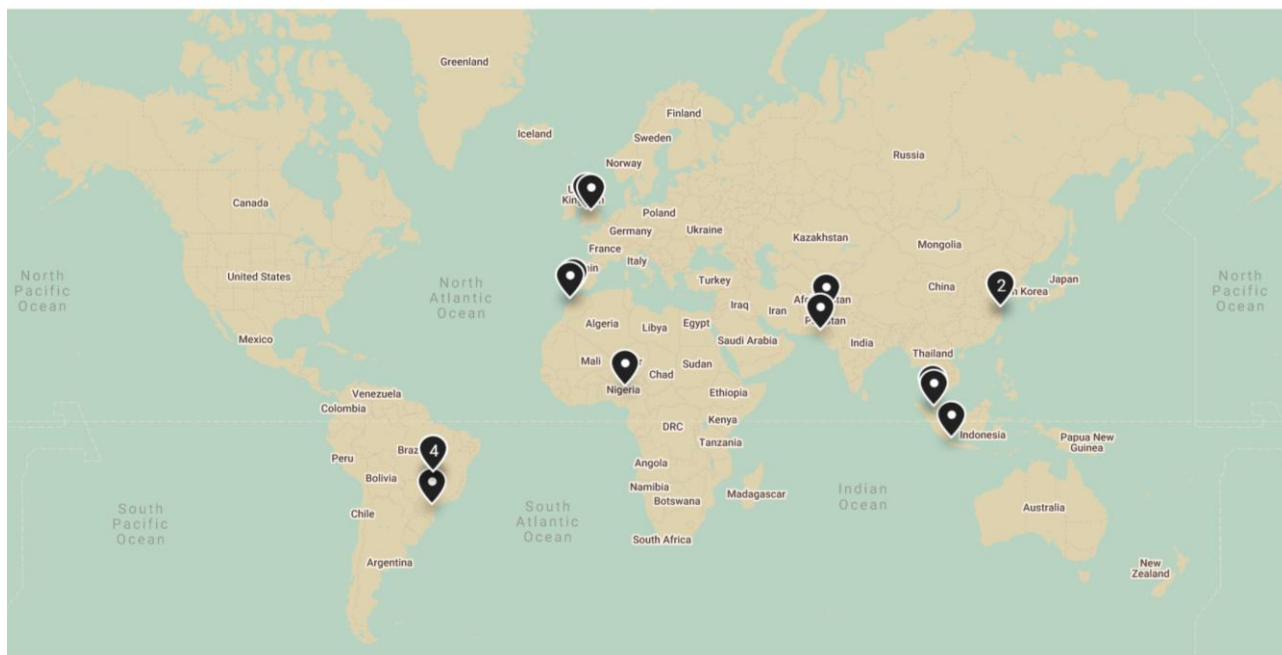 Greenland
Finland
Iceland
Sweden
Norway
Russia
Canada
Poland
Germany
Ukraine
Kazakhstan
Mongolia
France
Italy
North
Pacific
Ocean
United States
North
Atlantic
Ocean
Turkey
China
Japan
North
Pacific
Ocean
2
Iraq
Iran
Algeria
Libya
Egypt
Mexico
Saudi Arabia
India
Thailand
Mali
Chad
Sudan
Nigeria
Ethiopia
Venezuela
Colombia
Kenya
DRC
Indonesia
Papua New
Guinea
Tanzania
4
Peru
Bolivia
Angola
Namibia
Botswana
Madagascar
Indian
Ocean
Australia
South
Pacific
Ocean
Chile
South
Atlantic
Ocean
South Africa
Argentina
New
Zealand